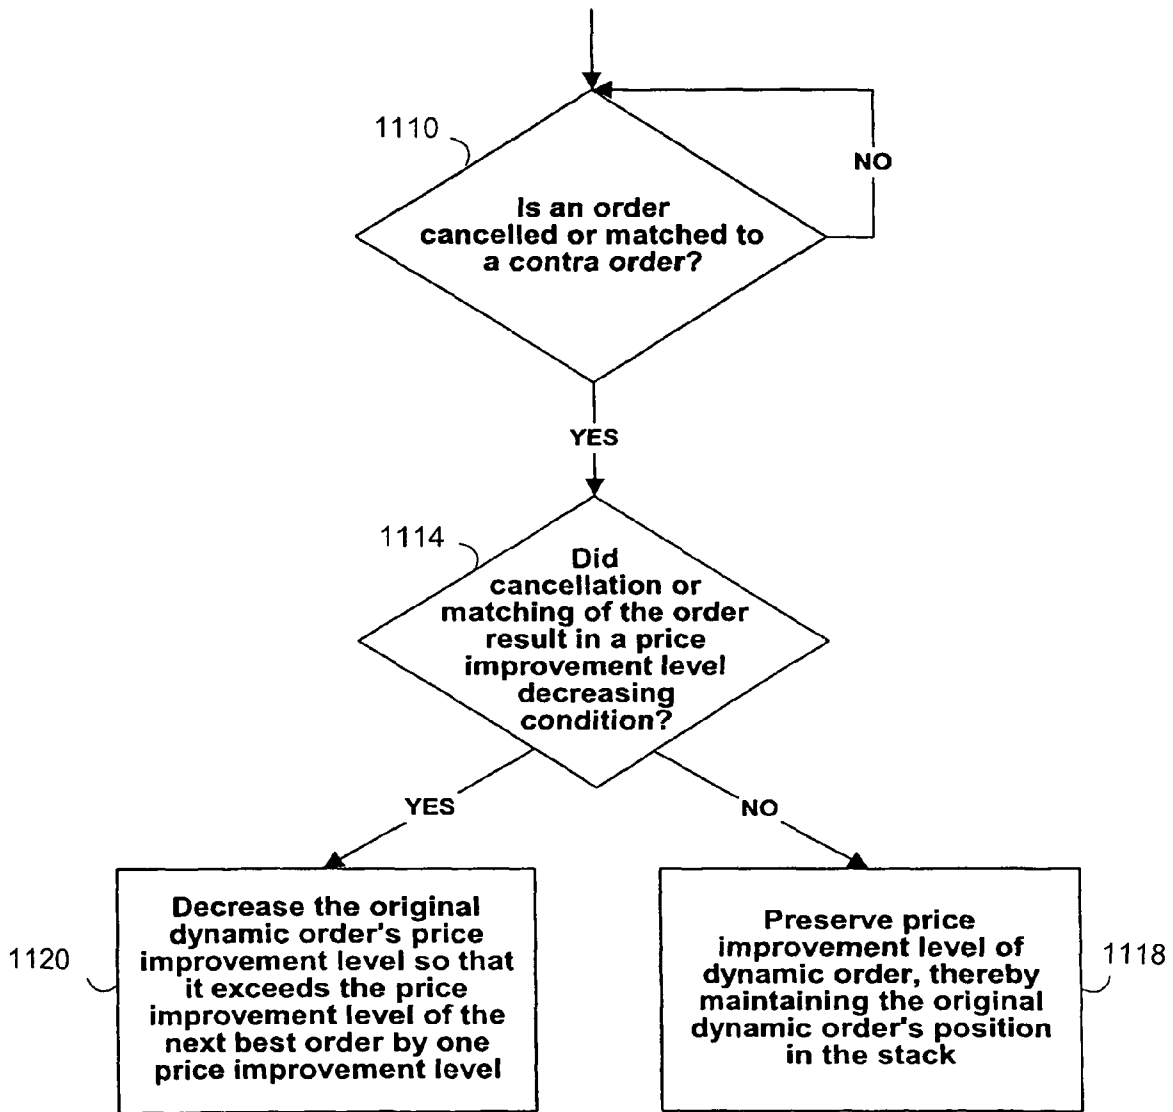 1110
NO
Is an order
cancelled or matched to
a contra order?
YES
1114
Did
cancellation or
matching of the order
result in a price
improvement level
decreasing
condition?
YES
NO
1120
Decrease the original
dynamic order's price
improvement level so that
it exceeds the price
improvement level of the
next best order by one
price improvement level
Preserve price
improvement level of
dynamic order, thereby
maintaining the original
dynamic order's position
in the stack
1118